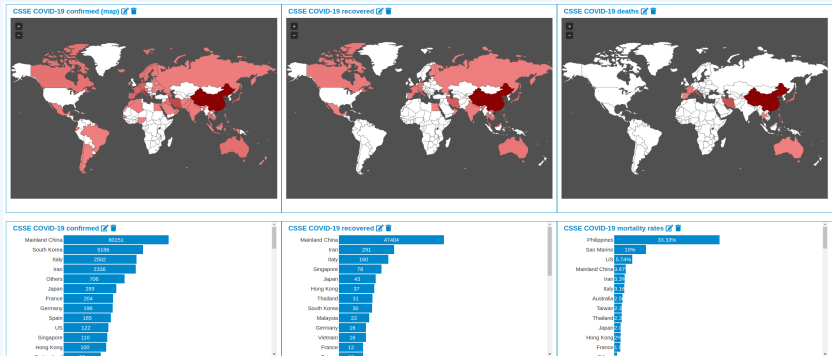 CSSE COVID-19 confirmed (map)
CSSE COVID-19 recovered
CSSE COVID-19 deaths
CSSE COVID-19 confirmed
Mainland China 80151
South Korea 5186
Italy 2502
Iran 2336
Others 706
Japan 293
France 204
Germany 196
Spain 165
US 122
Singapore 110
Hong Kong 100
CSSE COVID-19 recovered
Mainland China 47404
Iran 291
Italy 160
Singapore 78
Japan 43
Hong Kong 37
Thailand 31
South Korea 30
Malaysia 22
Germany 16
Vietnam 16
France 12
CSSE COVID-19 mortality rates
Philippines 33.33%
San Marino 10%
US 5.74%
Mainland China
Iran
Italy
Australia
Taiwan
Thailand
Japan
Hong Kong
France